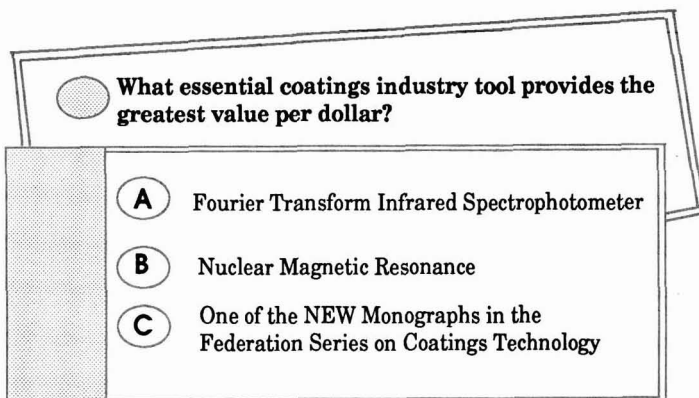 What essential coatings industry tool provides the
greatest value per dollar?
A Fourier Transform Infrared Spectrophotometer
B Nuclear Magnetic Resonance
C One of the NEW Monographs in the
Federation Series on Coatings Technology